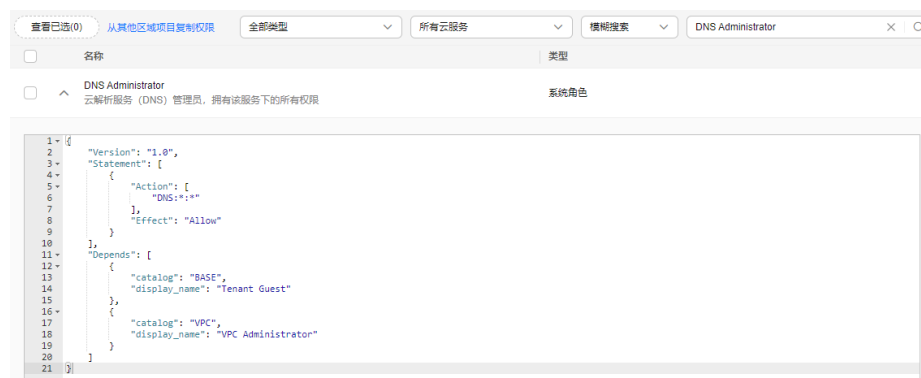 查看已选(0) 从其他区域项目复制权限 全部类型 所有云服务 模糊搜索 DNS Administrator
名称 类型
DNS Administrator
云解析服务（DNS）管理员，拥有该服务下的所有权限 系统角色
1 {
2 "Version": "1.0",
3 "Statement": [
4 {
5 "Action": [
6 "DNS:*:*"
7 ],
8 "Effect": "Allow"
9 }
10 ],
11 "Depends": [
12 {
13 "catalog": "BASE",
14 "display_name": "Tenant Guest"
15 },
16 {
17 "catalog": "VPC",
18 "display_name": "VPC Administrator"
19 }
20 ]
21 }